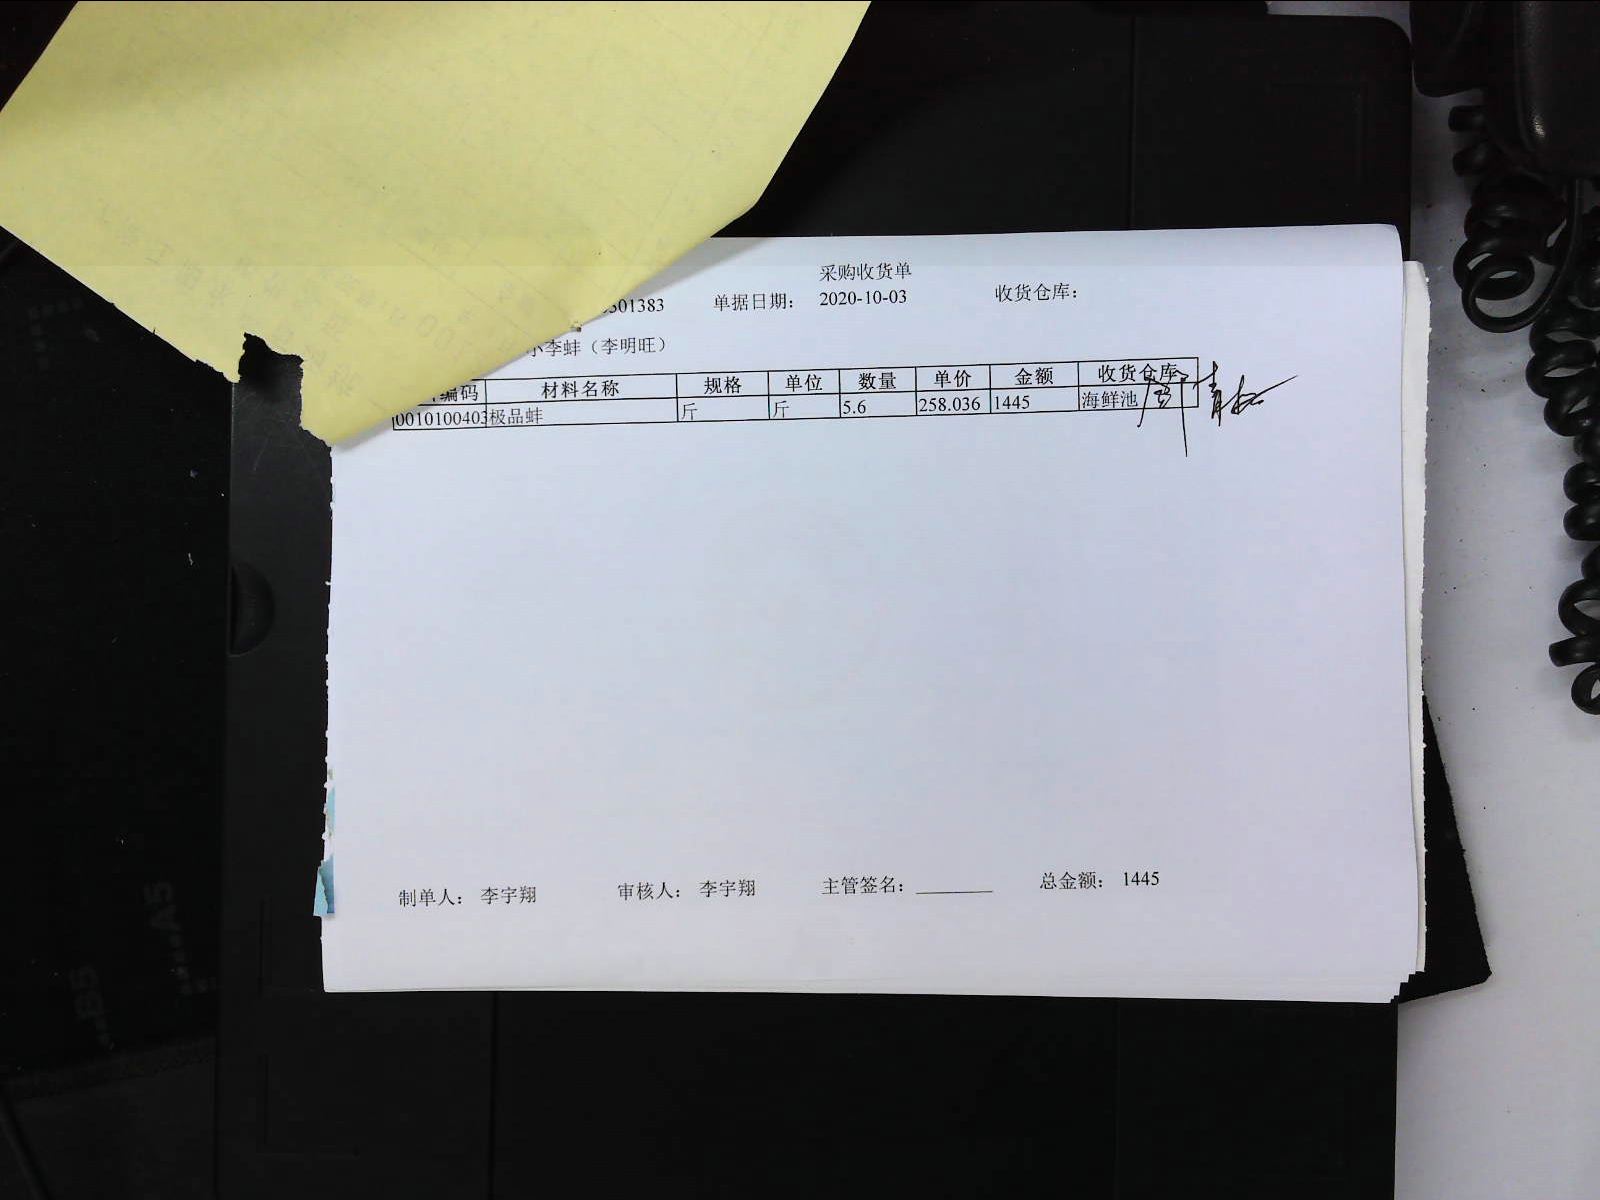 采购收货单
301383 单据日期： 2020-10-03 收货仓库：
小李蚌（李明旺）
编码 材料名称 规格 单位 数量 单价 金额 收货仓库
0010100403 极品蚌 斤 斤 5.6 258.036 1445 海鲜池
制单人： 李宇翔 审核人： 李宇翔 主管签名： 总金额： 1445
A5
B5